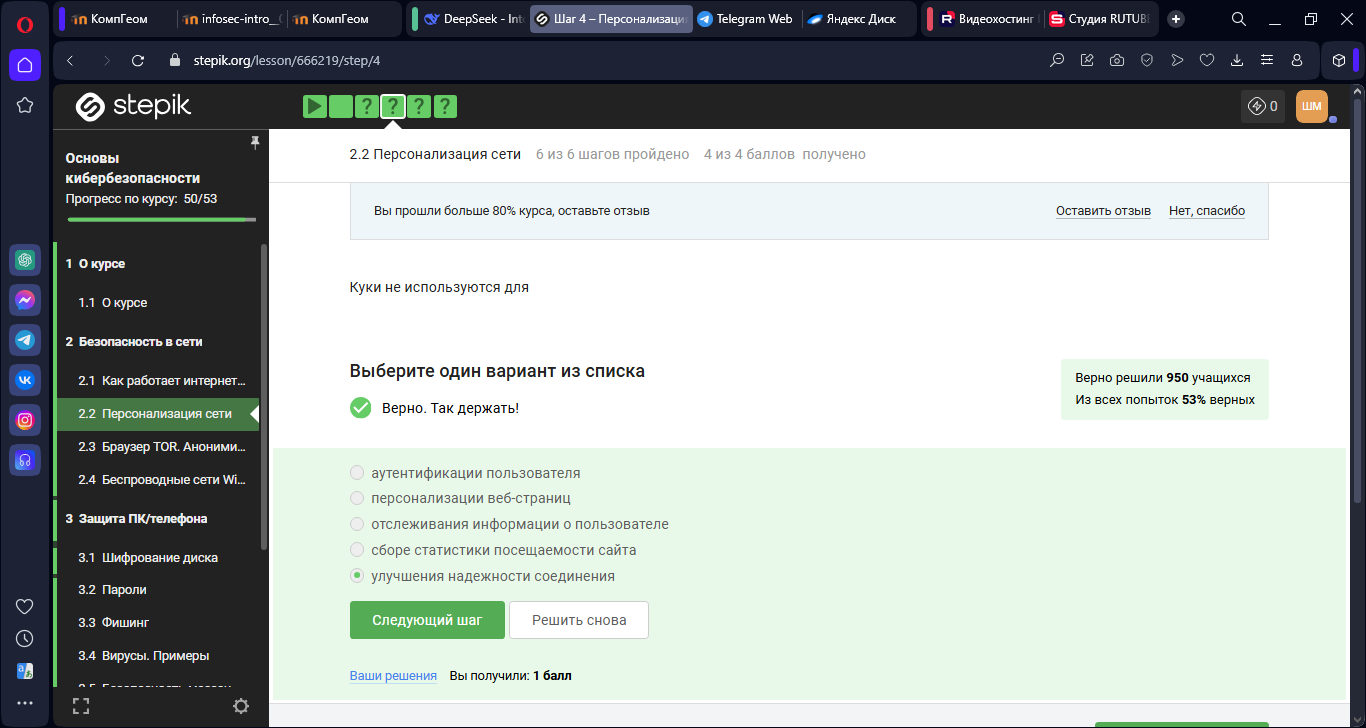 КомпГеом
infosec-intro__
КомпГеом
DeepSeek - Int
Шаг 4 – Персонализация
Telegram Web
Яндекс Диск
Видеохостинг
Студия RUTUBE
stepik.org/lesson/666219/step/4
stepik
? ? ? ?
0
ШМ
Основы
кибербезопасности
Прогресс по курсу: 50/53
1 О курсе
1.1 О курсе
2 Безопасность в сети
2.1 Как работает интернет...
2.2 Персонализация сети
2.3 Браузер TOR. Аноними...
2.4 Беспроводные сети Wi...
3 Защита ПК/телефона
3.1 Шифрование диска
3.2 Пароли
3.3 Фишинг
3.4 Вирусы. Примеры
2.2 Персонализация сети 6 из 6 шагов пройдено 4 из 4 баллов получено
Вы прошли больше 80% курса, оставьте отзыв
Оставить отзыв Нет, спасибо
Куки не используются для
Выберите один вариант из списка
Верно. Так держать!
Верно решили 950 учащихся
Из всех попыток 53% верных
аутентификации пользователя
персонализации веб-страниц
отслеживания информации о пользователе
сборе статистики посещаемости сайта
улучшения надежности соединения
Следующий шаг
Решить снова
Ваши решения Вы получили: 1 балл